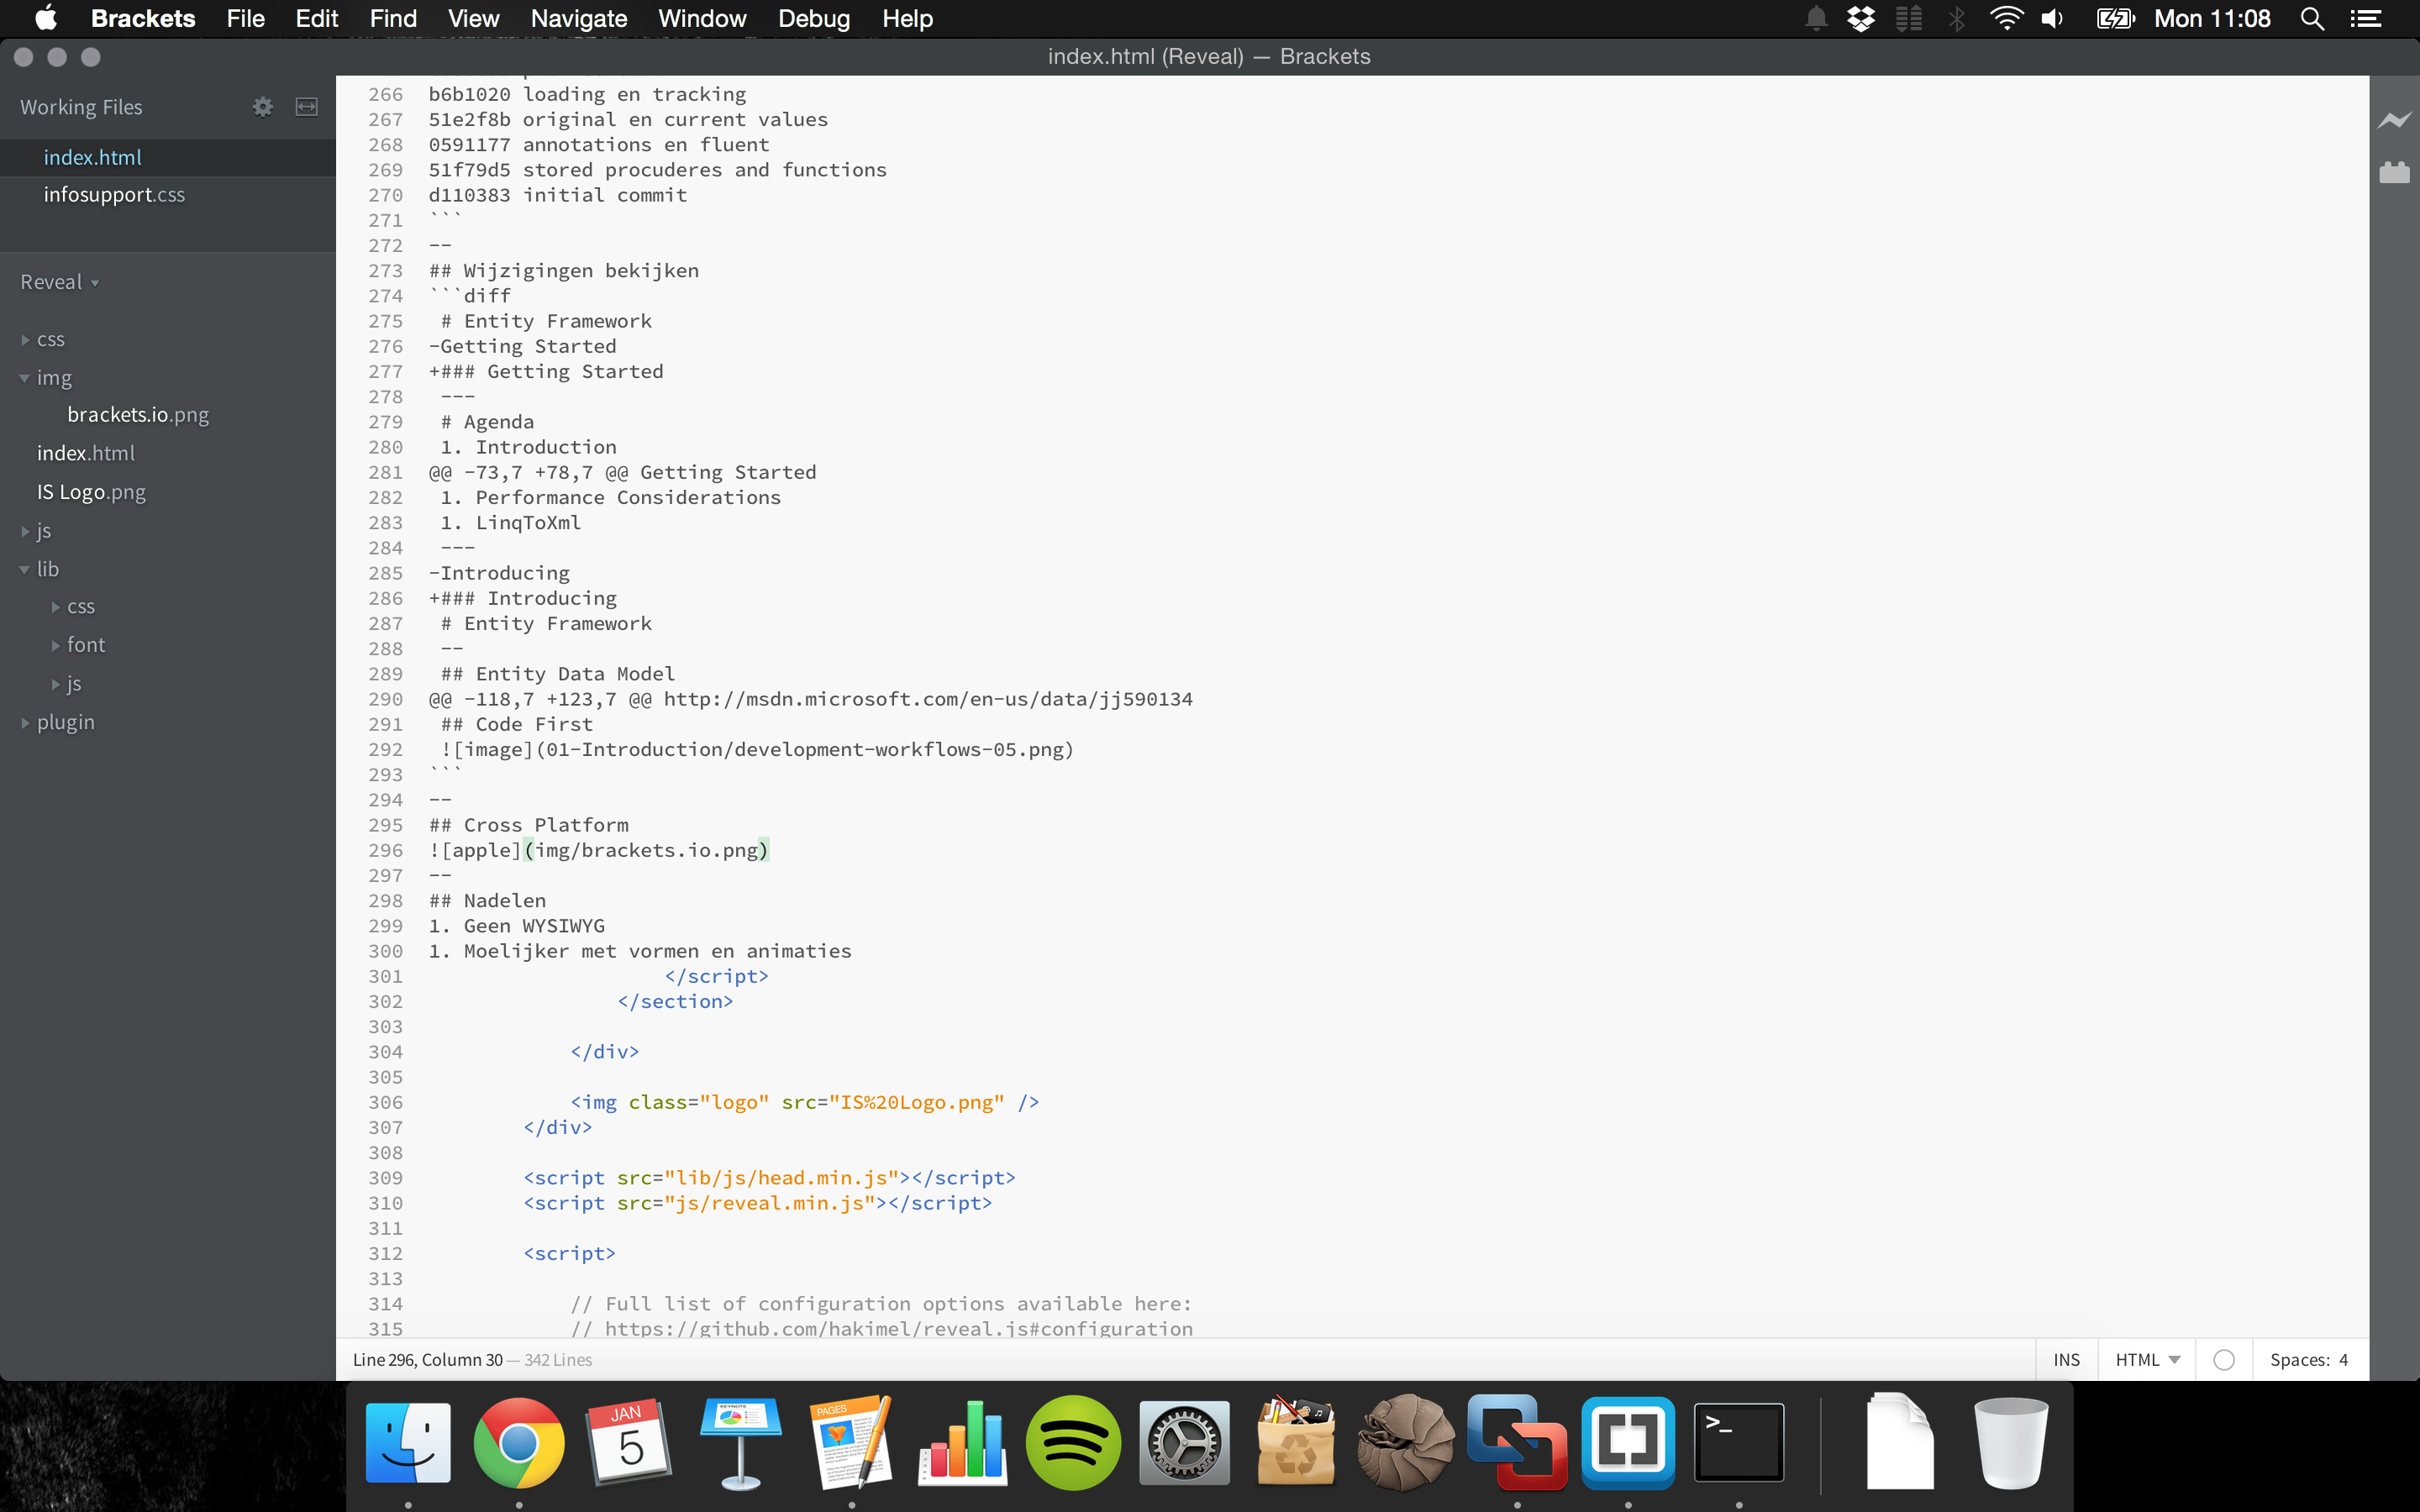 Brackets File Edit Find View Navigate Window Debug Help Mon 11:08
index.html (Reveal) — Brackets
Working Files
index.html
infosupport.css
Reveal
css
img
brackets.io.png
index.html
IS Logo.png
js
lib
css
font
js
plugin
266 b6b1020 loading en tracking
267 51e2f8b original en current values
268 0591177 annotations en fluent
269 51f79d5 stored procuderes and functions
270 d110383 initial commit
271 ```
272 --
273 ## Wijzigingen bekijken
274 ```diff
275  # Entity Framework
276 -Getting Started
277 +### Getting Started
278  ---
279  # Agenda
280  1. Introduction
281 @@ -73,7 +78,7 @@ Getting Started
282  1. Performance Considerations
283  1. LinqToXml
284  ---
285 -Introducing
286 +### Introducing
287  # Entity Framework
288  --
289  ## Entity Data Model
290 @@ -118,7 +123,7 @@ http://msdn.microsoft.com/en-us/data/jj590134
291  ## Code First
292  ![image](01-Introduction/development-workflows-05.png)
293 ```
294 --
295 ## Cross Platform
296 ![apple](img/brackets.io.png)
297 --
298 ## Nadelen
299 1. Geen WYSIWYG
300 1. Moelijker met vormen en animaties
301                     </script>
302                 </section>
303
304             </div>
305
306             <img class="logo" src="IS%20Logo.png" />
307         </div>
308
309         <script src="lib/js/head.min.js"></script>
310         <script src="js/reveal.min.js"></script>
311
312         <script>
313
314             // Full list of configuration options available here:
315             // https://github.com/hakimel/reveal.js#configuration
Line 296, Column 30 — 342 Lines INS HTML Spaces: 4
JAN
5
KEYNOTE
PAGES
>_